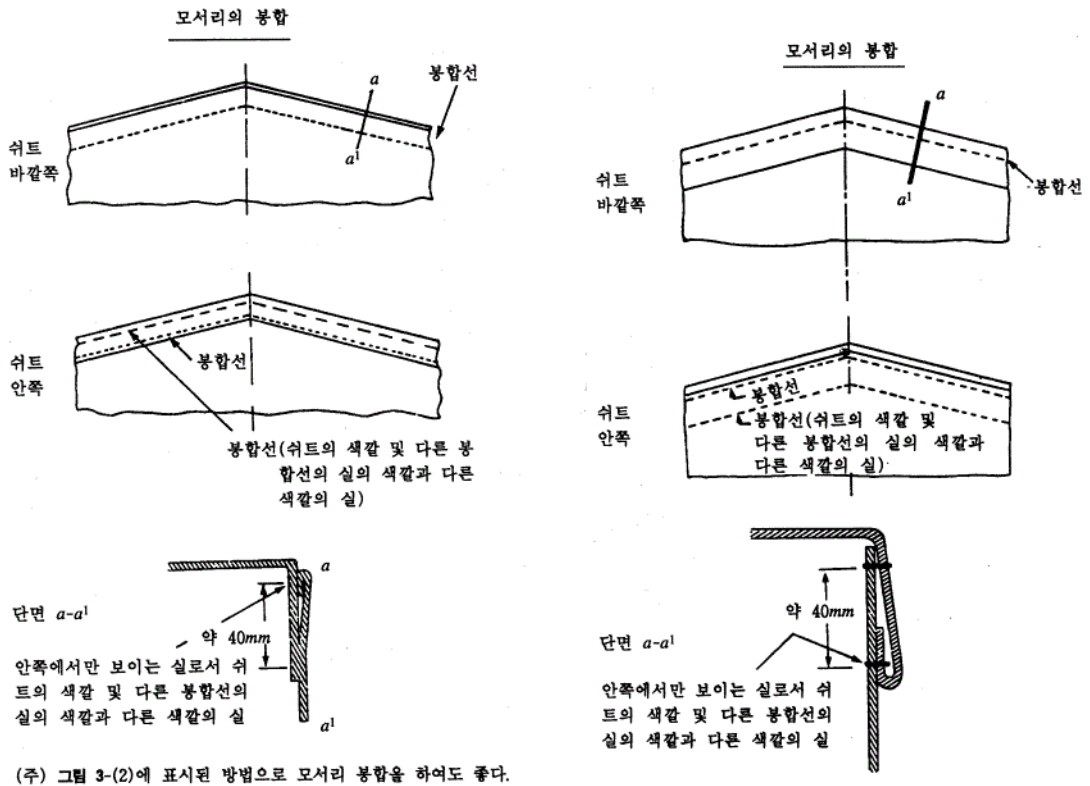 모서리의 봉합
a
봉합선
쉬트
바깥쪽
a¹
쉬트
안쪽
봉합선
봉합선(쉬트의 색깔 및 다른 봉
합선의 실의 색깔과 다른
색깔의 실)
a
단면 a-a¹
약 40mm
안쪽에서만 보이는 실로서 쉬
트의 색깔 및 다른 봉합선의
실의 색깔과 다른 색깔의 실
a¹
(주) 그림 3-(2)에 표시된 방법으로 모서리 봉합을 하여도 좋다.
모서리의 봉합
a
쉬트
바깥쪽
봉합선
a¹
쉬트
안쪽
봉합선
봉합선(쉬트의 색깔 및
다른 봉합선의 실의 색깔과
다른 색깔의 실)
약 40mm
단면 a-a¹
안쪽에서만 보이는 실로서 쉬
트의 색깔 및 다른 봉합선의
실의 색깔과 다른 색깔의 실